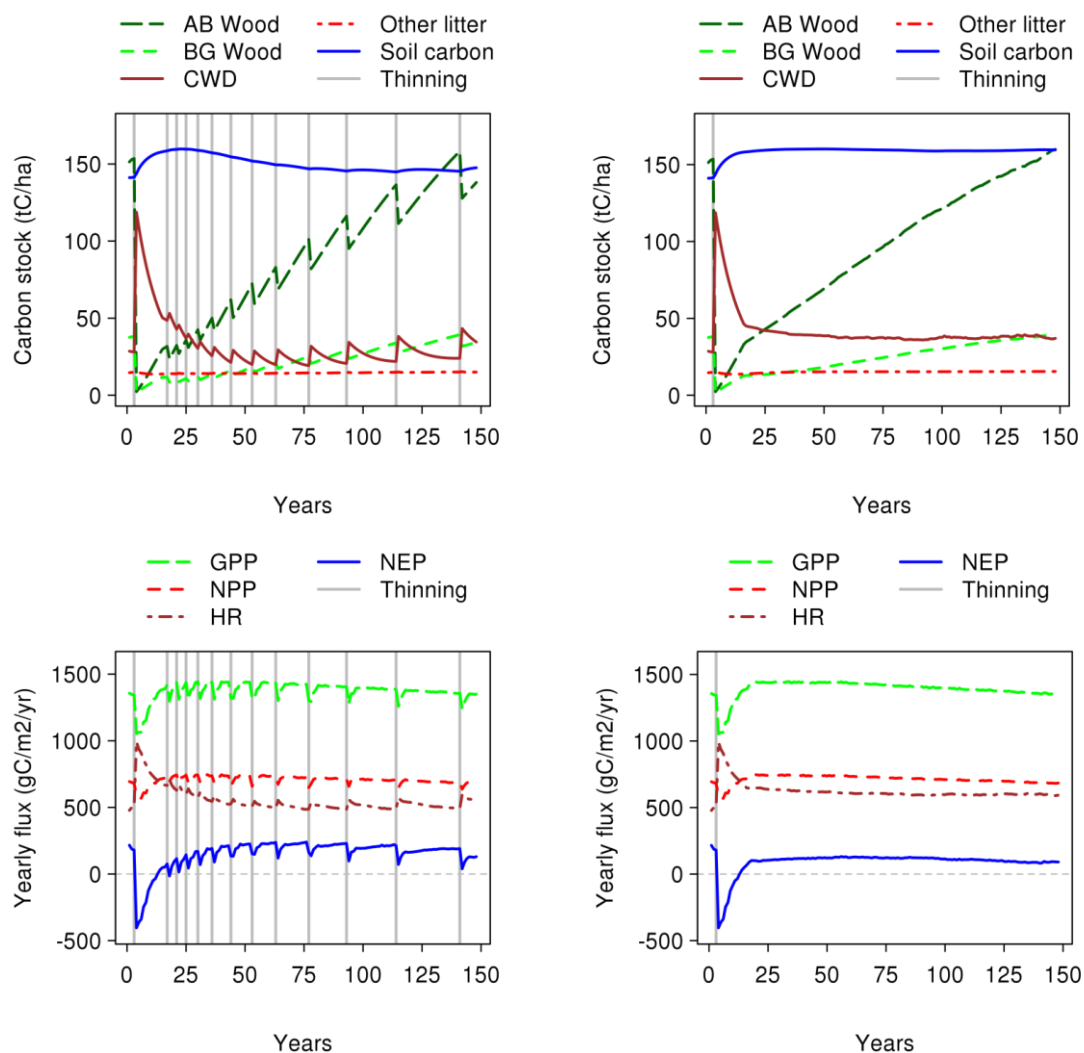 AB Wood Other litter
BG Wood Soil carbon
CWD Thinning
Carbon stock (tC/ha)
150
100
50
0
0 25 50 75 100 125 150
Years
AB Wood Other litter
BG Wood Soil carbon
CWD Thinning
Carbon stock (tC/ha)
150
100
50
0
0 25 50 75 100 125 150
Years
GPP NEP
NPP Thinning
HR
Yearly flux (gC/m2/yr)
1500
1000
500
0
-500
0 25 50 75 100 125 150
Years
GPP NEP
NPP Thinning
HR
Yearly flux (gC/m2/yr)
1500
1000
500
0
-500
0 25 50 75 100 125 150
Years